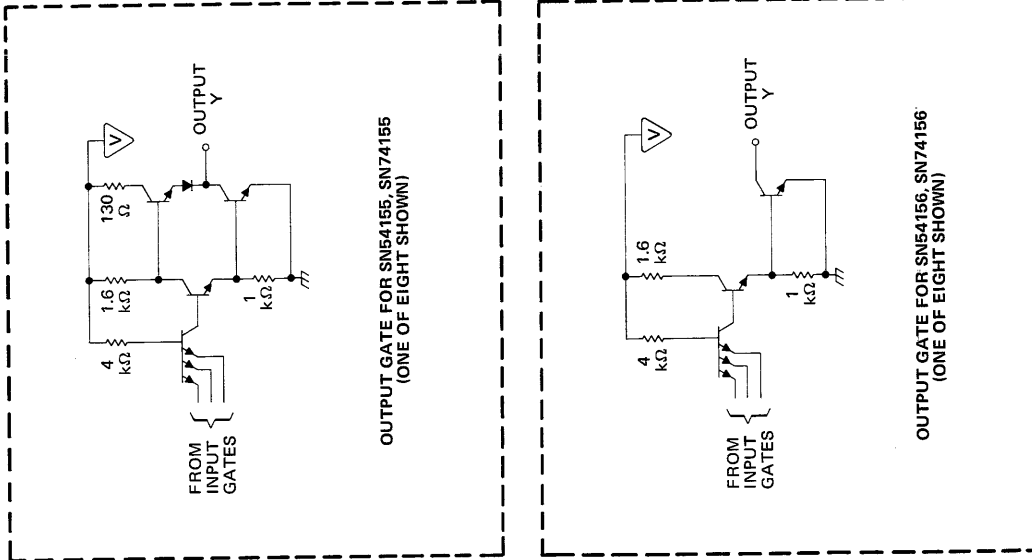 130
Ω
1.6
kΩ
4
kΩ
V
OUTPUT
Y
1
kΩ
FROM
INPUT
GATES
OUTPUT GATE FOR SN54155, SN74155
(ONE OF EIGHT SHOWN)
1.6
kΩ
4
kΩ
V
OUTPUT
Y
1
kΩ
FROM
INPUT
GATES
OUTPUT GATE FOR SN54156, SN74156
(ONE OF EIGHT SHOWN)